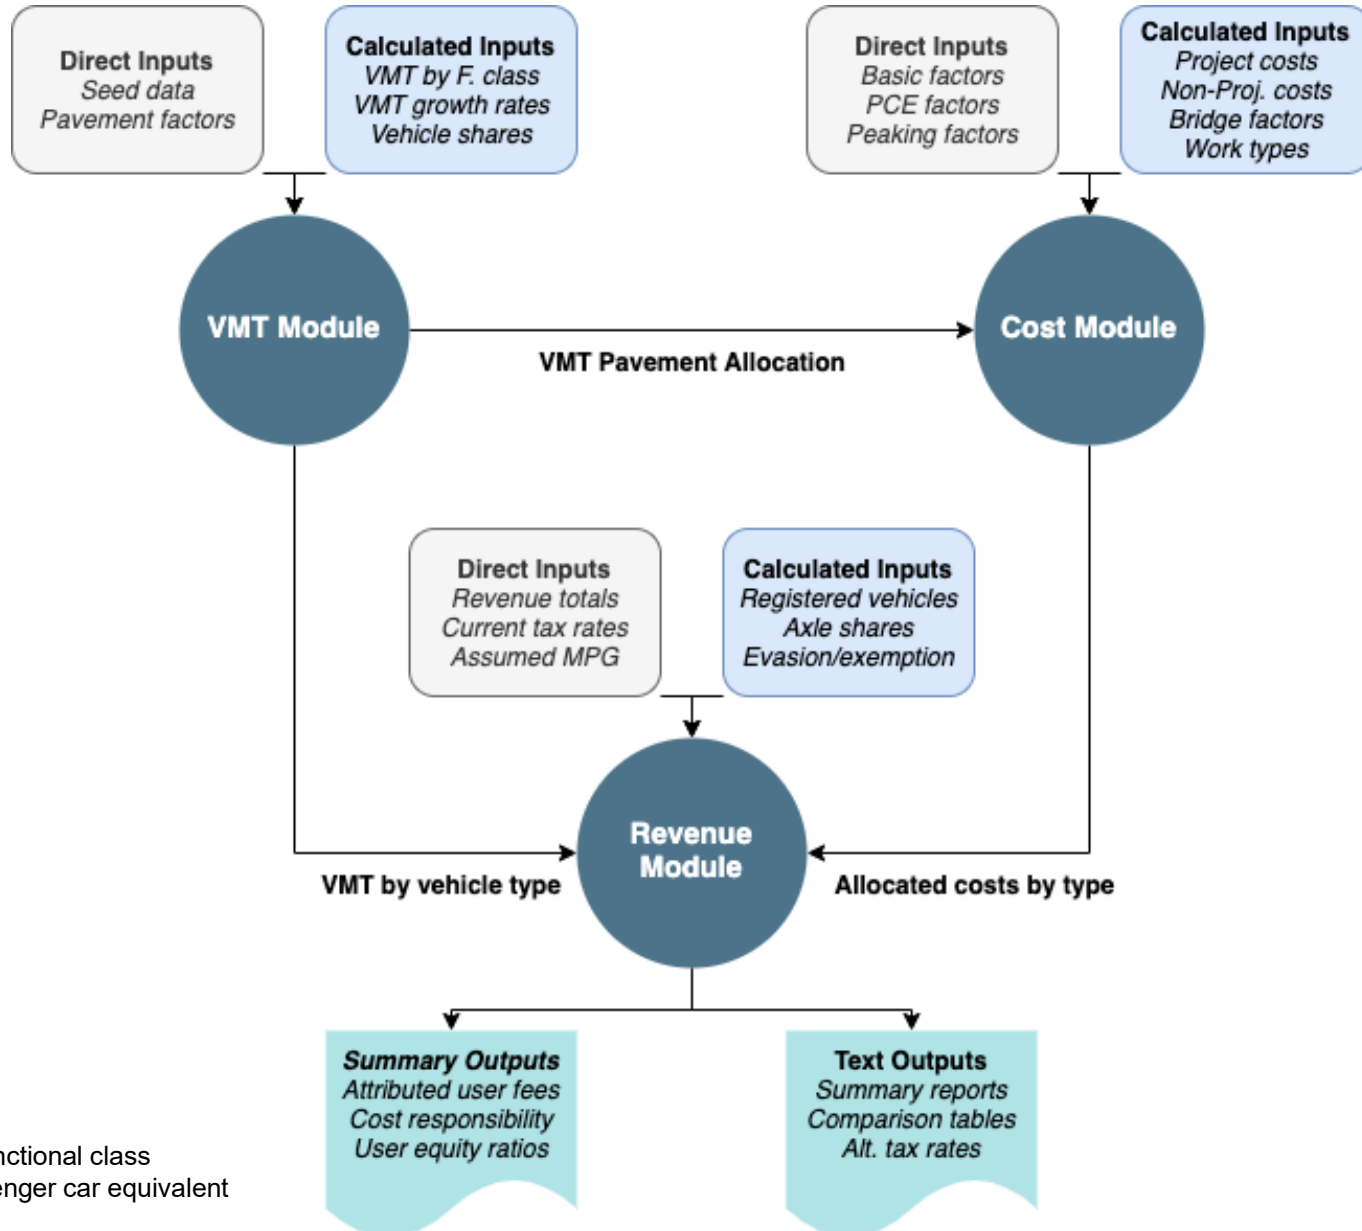 Direct Inputs
Seed data
Pavement factors
Calculated Inputs
VMT by F. class
VMT growth rates
Vehicle shares
Direct Inputs
Basic factors
PCE factors
Peaking factors
Calculated Inputs
Project costs
Non-Proj. costs
Bridge factors
Work types
VMT Module
VMT Pavement Allocation
Cost Module
Direct Inputs
Revenue totals
Current tax rates
Assumed MPG
Calculated Inputs
Registered vehicles
Axle shares
Evasion/exemption
Revenue
Module
VMT by vehicle type
Allocated costs by type
Summary Outputs
Attributed user fees
Cost responsibility
User equity ratios
Text Outputs
Summary reports
Comparison tables
Alt. tax rates
class
car equivalent